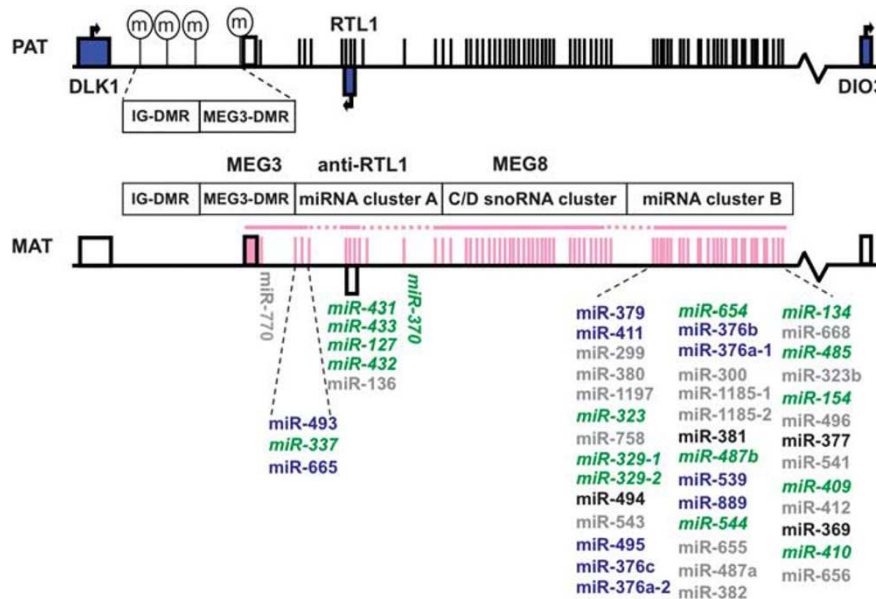 m m m m
RTL1
PAT
DLK1
DIO3
IG-DMR MEG3-DMR
MEG3 anti-RTL1 MEG8
IG-DMR MEG3-DMR miRNA cluster A C/D snoRNA cluster miRNA cluster B
MAT
miR-770
miR-431
miR-433
miR-127
miR-432
miR-136
miR-370
miR-493
miR-337
miR-665
miR-379
miR-411
miR-299
miR-380
miR-1197
miR-323
miR-758
miR-329-1
miR-329-2
miR-494
miR-543
miR-495
miR-376c
miR-376a-2
miR-654
miR-376b
miR-376a-1
miR-300
miR-1185-1
miR-1185-2
miR-381
miR-487b
miR-539
miR-889
miR-544
miR-655
miR-487a
miR-382
miR-134
miR-668
miR-485
miR-323b
miR-154
miR-496
miR-377
miR-541
miR-409
miR-412
miR-369
miR-410
miR-656